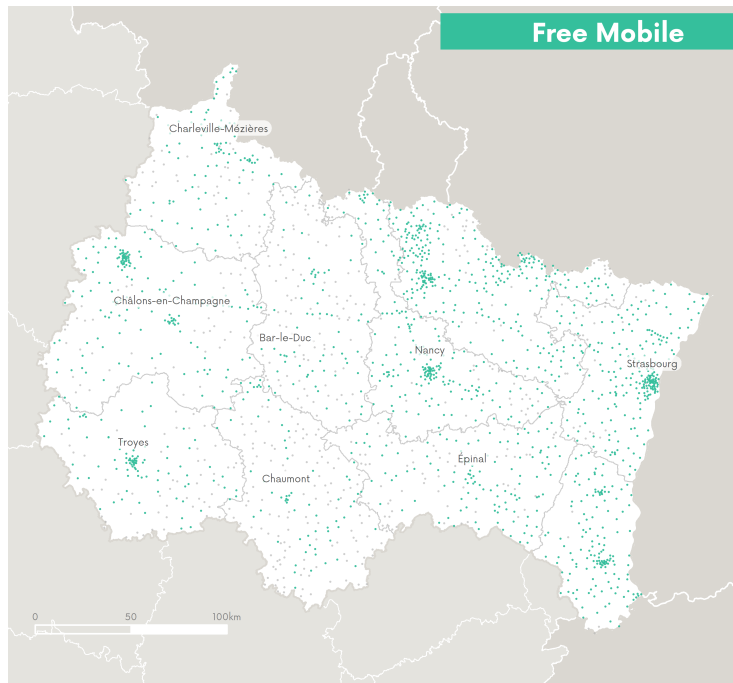 Free Mobile
Charleville-Mézières
Châlons-en-Champagne
Bar-le-Duc
Nancy
Strasbourg
Troyes
Épinal
Chaumont
0 50 100km